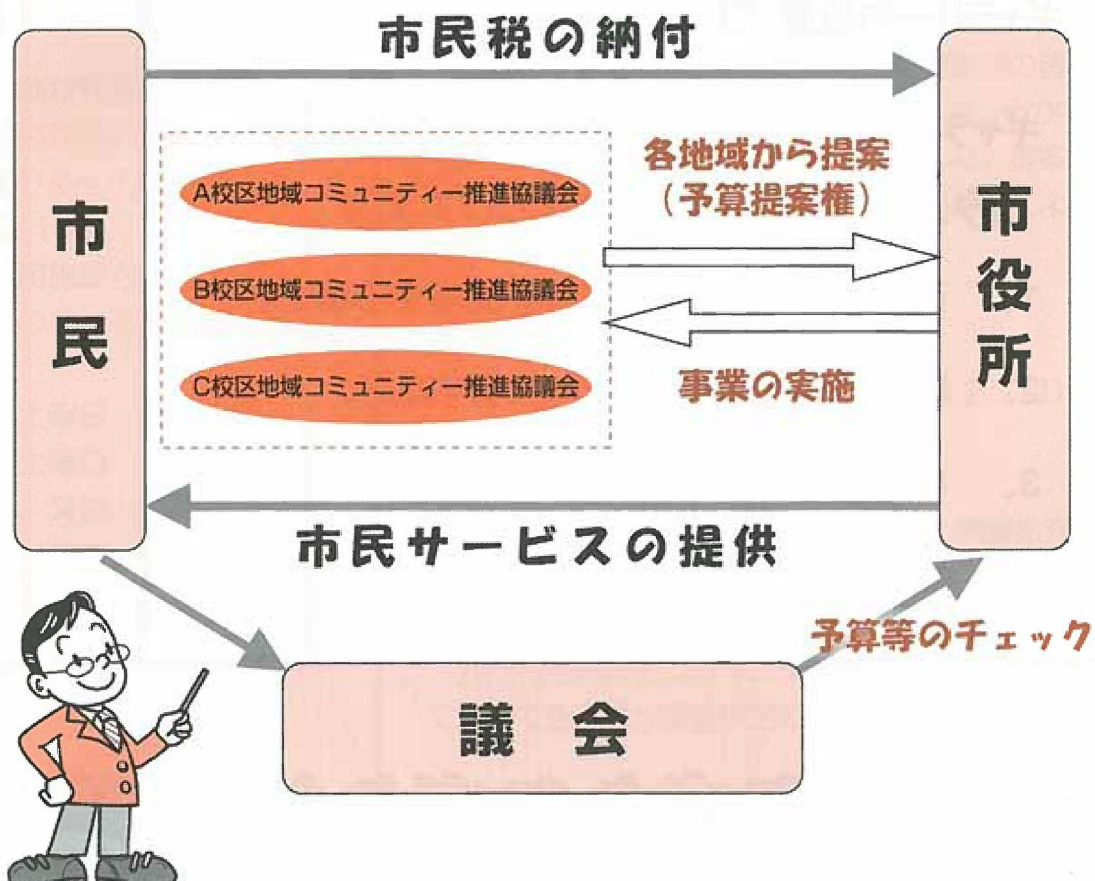 市民税の納付
市民
A校区地域コミュニティー推進協議会
B校区地域コミュニティー推進協議会
C校区地域コミュニティー推進協議会
各地域から提案
(予算提案権)
事業の実施
市役所
市民サービスの提供
予算等のチェック
議会